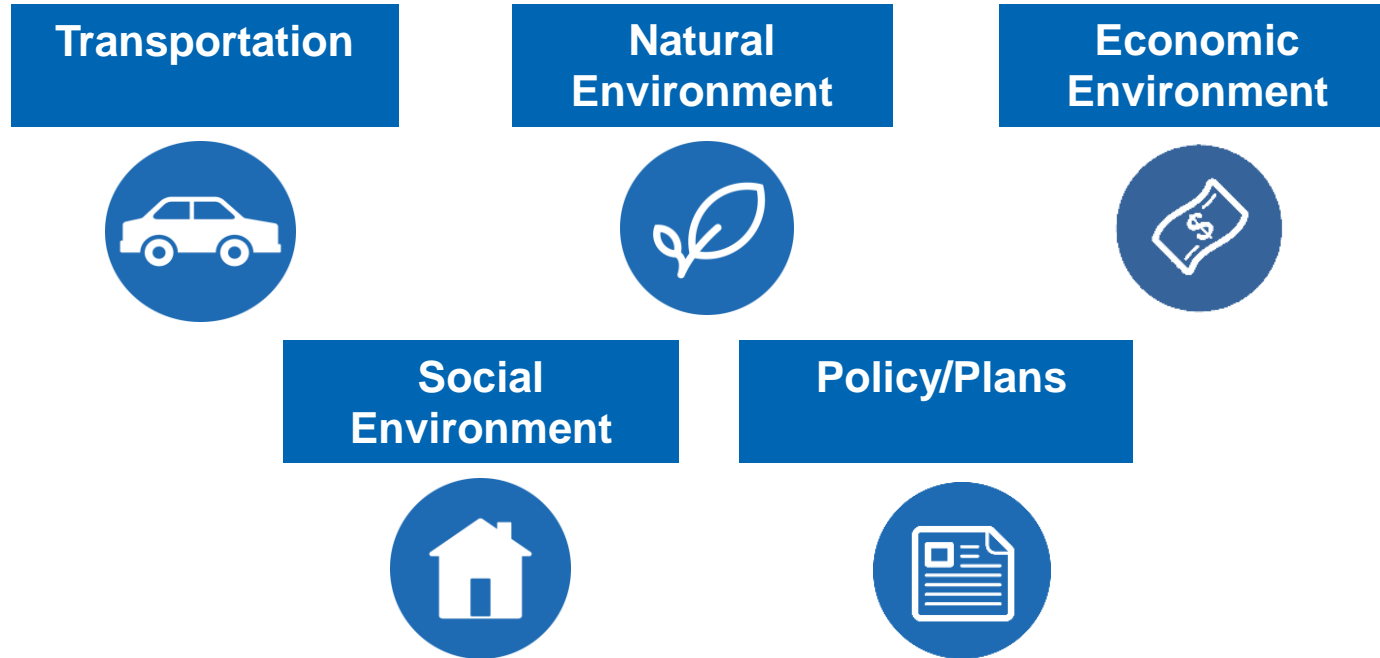 Transportation
Natural
Environment
Economic
Environment
$
Social
Environment
Policy/Plans